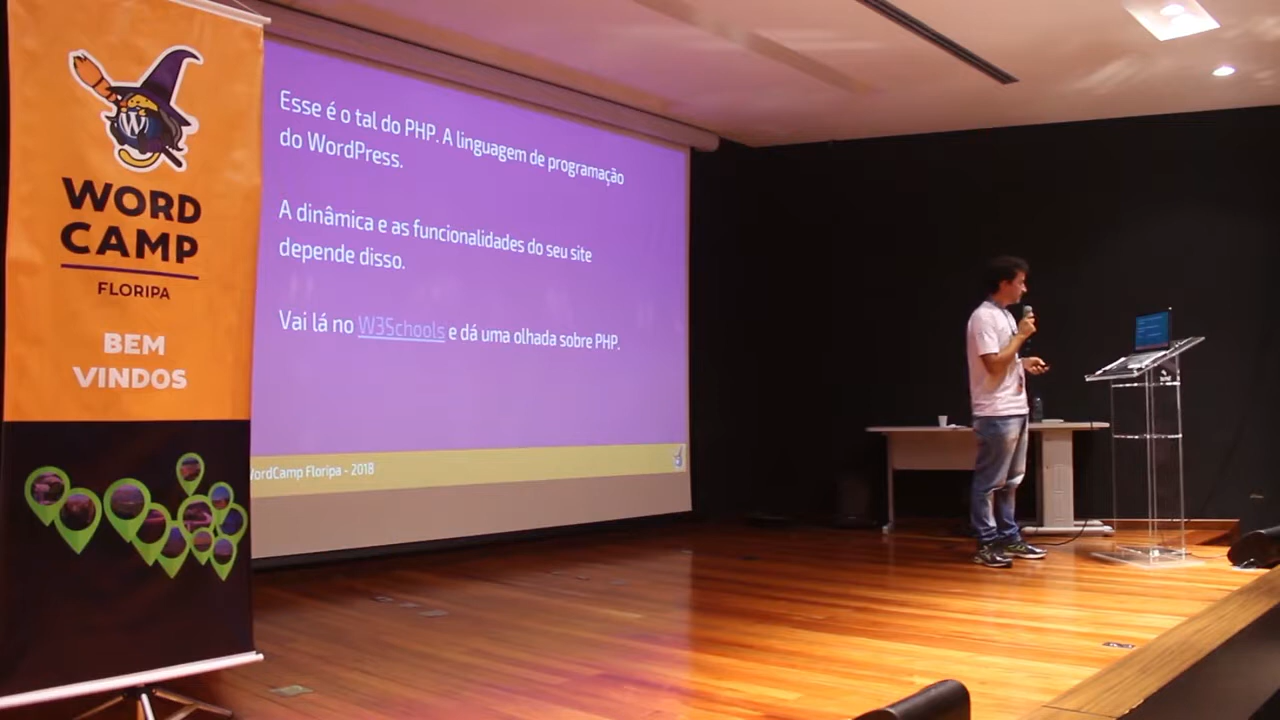 WORD
CAMP
FLORIPA
BEM
VINDOS
Esse é o tal do PHP. A linguagem de programação
do WordPress.
A dinâmica e as funcionalidades do seu site
depende disso.
Vai lá no W3Schools e dá uma olhada sobre PHP.
WordCamp Floripa - 2018